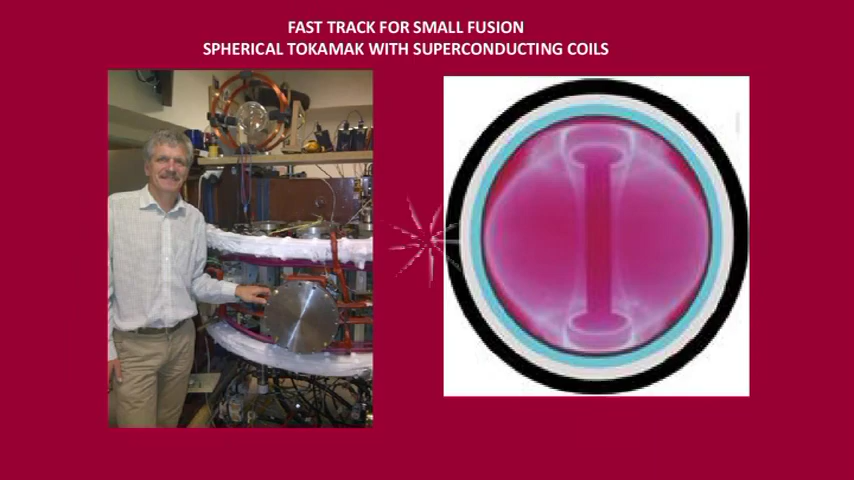 FAST TRACK FOR SMALL FUSION
SPHERICAL TOKAMAK WITH SUPERCONDUCTING COILS